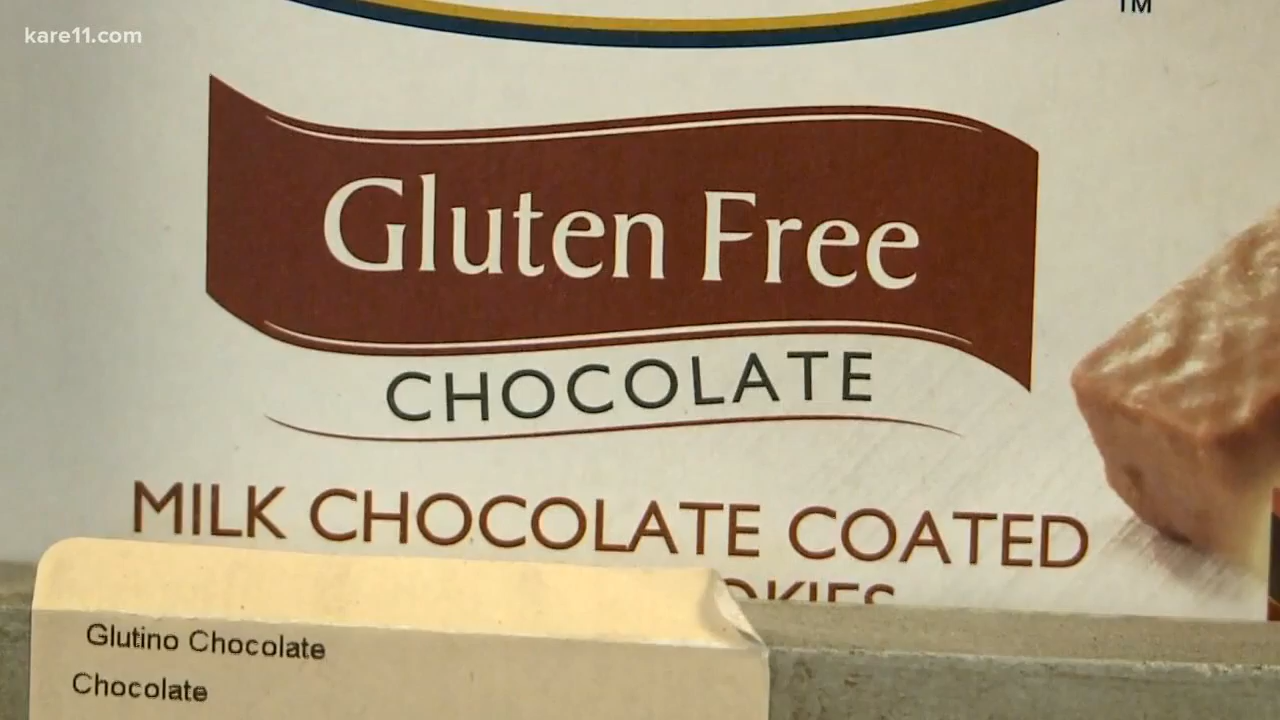 kare11.com
TM
Gluten Free
CHOCOLATE
MILK CHOCOLATE COATED
Glutino Chocolate
Chocolate